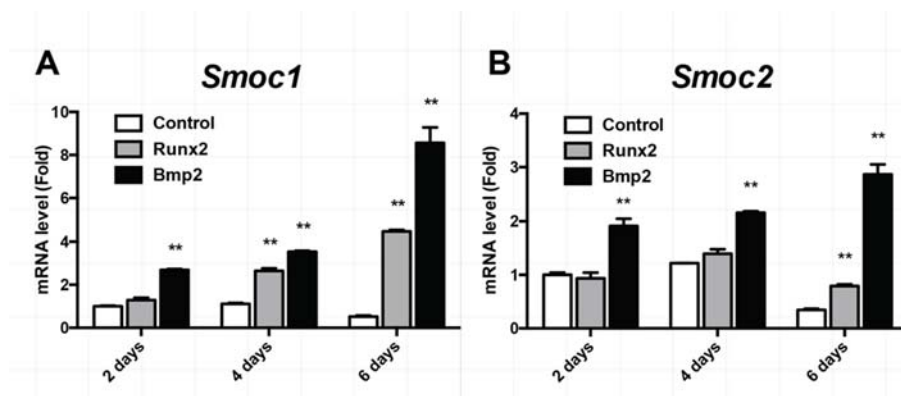 A
Smoc1
mRNA level (Fold)
10
8
6
4
2
0
Control
Runx2
Bmp2
**
**
**
**
**
2 days
4 days
6 days
B
Smoc2
mRNA level (Fold)
4
3
2
1
0
Control
Runx2
Bmp2
**
**
**
**
2 days
4 days
6 days